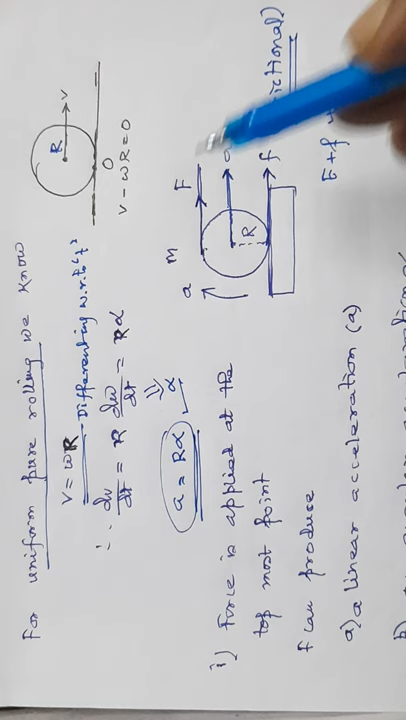 For uniform pure rolling we know
V = ωR
Differentiating w.r.to 't'
∴ dv/dt = R dω/dt = Rα
⇓
α
a = Rα
R
V
O
V - ωR = 0
i) Force is applied at the
top most point
α
M
F
a
R
f
F+f
F can produce
a) a linear acceleration (a)
b)